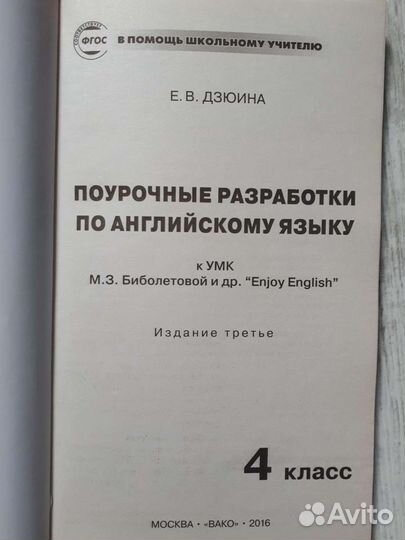 СООТВЕТСТВУЕТ
ФГОС
В ПОМОЩЬ ШКОЛЬНОМУ УЧИТЕЛЮ
Е. В. ДЗЮИНА
ПОУРОЧНЫЕ РАЗРАБОТКИ
ПО АНГЛИЙСКОМУ ЯЗЫКУ
к УМК
М.З. Биболетовой и др. “Enjoy English”
Издание третье
4 класс
МОСКВА • «ВАКО» • 2016
Avito